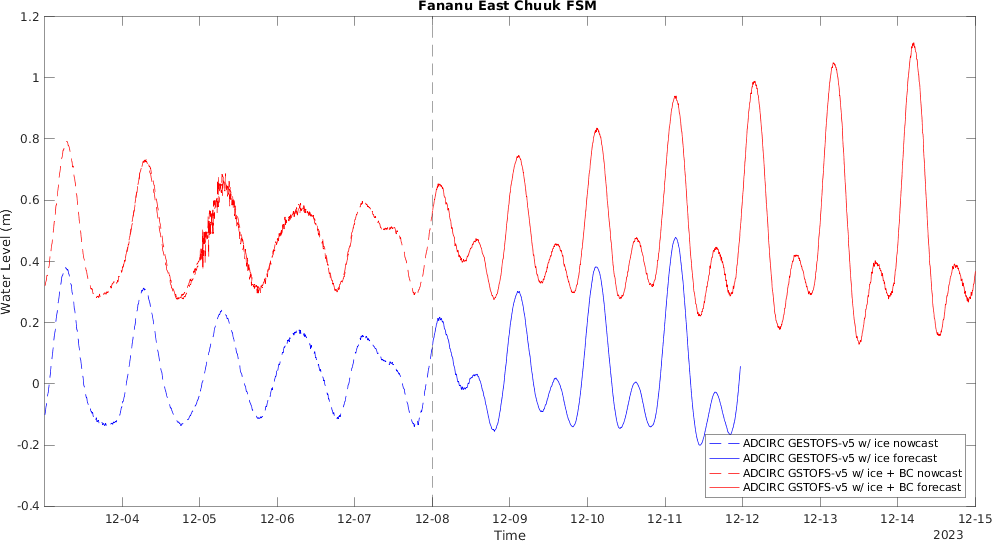 Fananu East Chuuk FSM
Water Level (m)
1.2
1
0.8
0.6
0.4
0.2
0
-0.2
-0.4
12-04 12-05 12-06 12-07 12-08 12-09 12-10 12-11 12-12 12-13 12-14 12-15
Time
2023
ADCIRC GESTOFS-v5 w/ ice nowcast
ADCIRC GESTOFS-v5 w/ ice forecast
ADCIRC GSTOFS-v5 w/ ice + BC nowcast
ADCIRC GSTOFS-v5 w/ ice + BC forecast